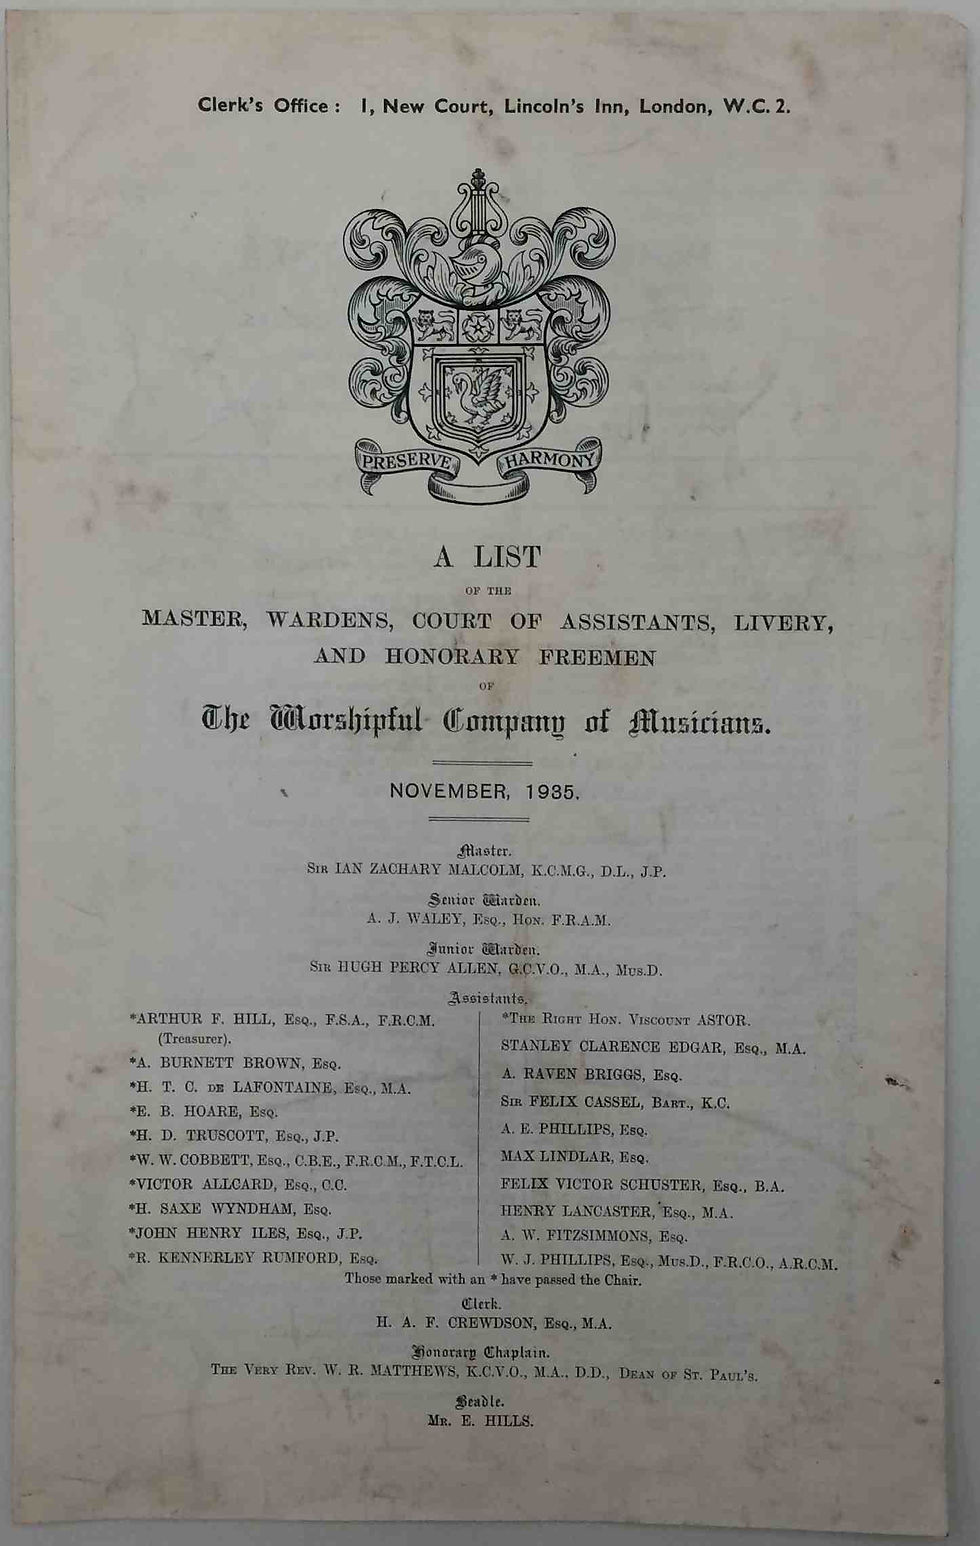 Clerk's Office : 1, New Court, Lincoln's Inn, London, W.C. 2.
PRESERVE HARMONY
A LIST
OF THE
MASTER, WARDENS, COURT OF ASSISTANTS, LIVERY,
AND HONORARY FREEMEN
OF
The Worshipful Company of Musicians.
NOVEMBER, 1935.
Master.
SIR IAN ZACHARY MALCOLM, K.C.M.G., D.L., J.P.
Senior Warden.
A. J. WALEY, ESQ., HON. F.R.A.M.
Junior Warden.
SIR HUGH PERCY ALLEN, G.C.V.O., M.A., MUS.D.
Assistants.
*ARTHUR F. HILL, ESQ., F.S.A., F.R.C.M.
(Treasurer).
*A. BURNETT BROWN, ESQ.
*H. T. C. DE LAFONTAINE, ESQ., M.A.
*E. B. HOARE, ESQ.
*H. D. TRUSCOTT, ESQ., J.P.
*W. W. COBBETT, ESQ., C.B.E., F.R.C.M., F.T.C.L.
*VICTOR ALLCARD, ESQ., C.C.
*H. SAXE WYNDHAM, ESQ.
*JOHN HENRY ILES, ESQ., J.P.
*R. KENNERLEY RUMFORD, ESQ.
*THE RIGHT HON. VISCOUNT ASTOR.
STANLEY CLARENCE EDGAR, ESQ., M.A.
A. RAVEN BRIGGS, ESQ.
SIR FELIX CASSEL, BART., K.C.
A. E. PHILLIPS, ESQ.
MAX LINDLAR, ESQ.
FELIX VICTOR SCHUSTER, ESQ., B.A.
HENRY LANCASTER, ESQ., M.A.
A. W. FITZSIMMONS, ESQ.
W. J. PHILLIPS, ESQ., MUS.D., F.R.C.O., A.R.C.M.
Those marked with an * have passed the Chair.
Clerk.
H. A. F. CREWDSON, ESQ., M.A.
Honorary Chaplain.
THE VERY REV. W. R. MATTHEWS, K.C.V.O., M.A., D.D., DEAN OF ST. PAUL'S.
Beadle.
MR. E. HILLS.